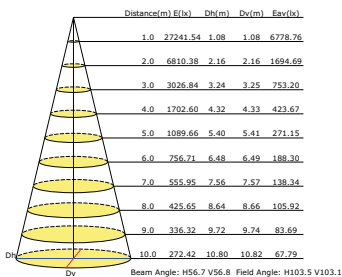 Distance(m) E(lx) Dh(m) Dv(m) Eav(lx)
1.0 27241.54 1.08 1.08 6778.76
2.0 6810.38 2.16 2.16 1694.69
3.0 3026.84 3.24 3.25 753.20
4.0 1702.60 4.32 4.33 423.67
5.0 1089.66 5.40 5.41 271.15
6.0 756.71 6.48 6.49 188.30
7.0 555.95 7.56 7.57 138.34
8.0 425.65 8.64 8.66 105.92
9.0 336.32 9.72 9.74 83.69
Dh 10.0 272.42 10.80 10.82 67.79
Dv
Beam Angle: H56.7 V56.8 Field Angle: H103.5 V103.1